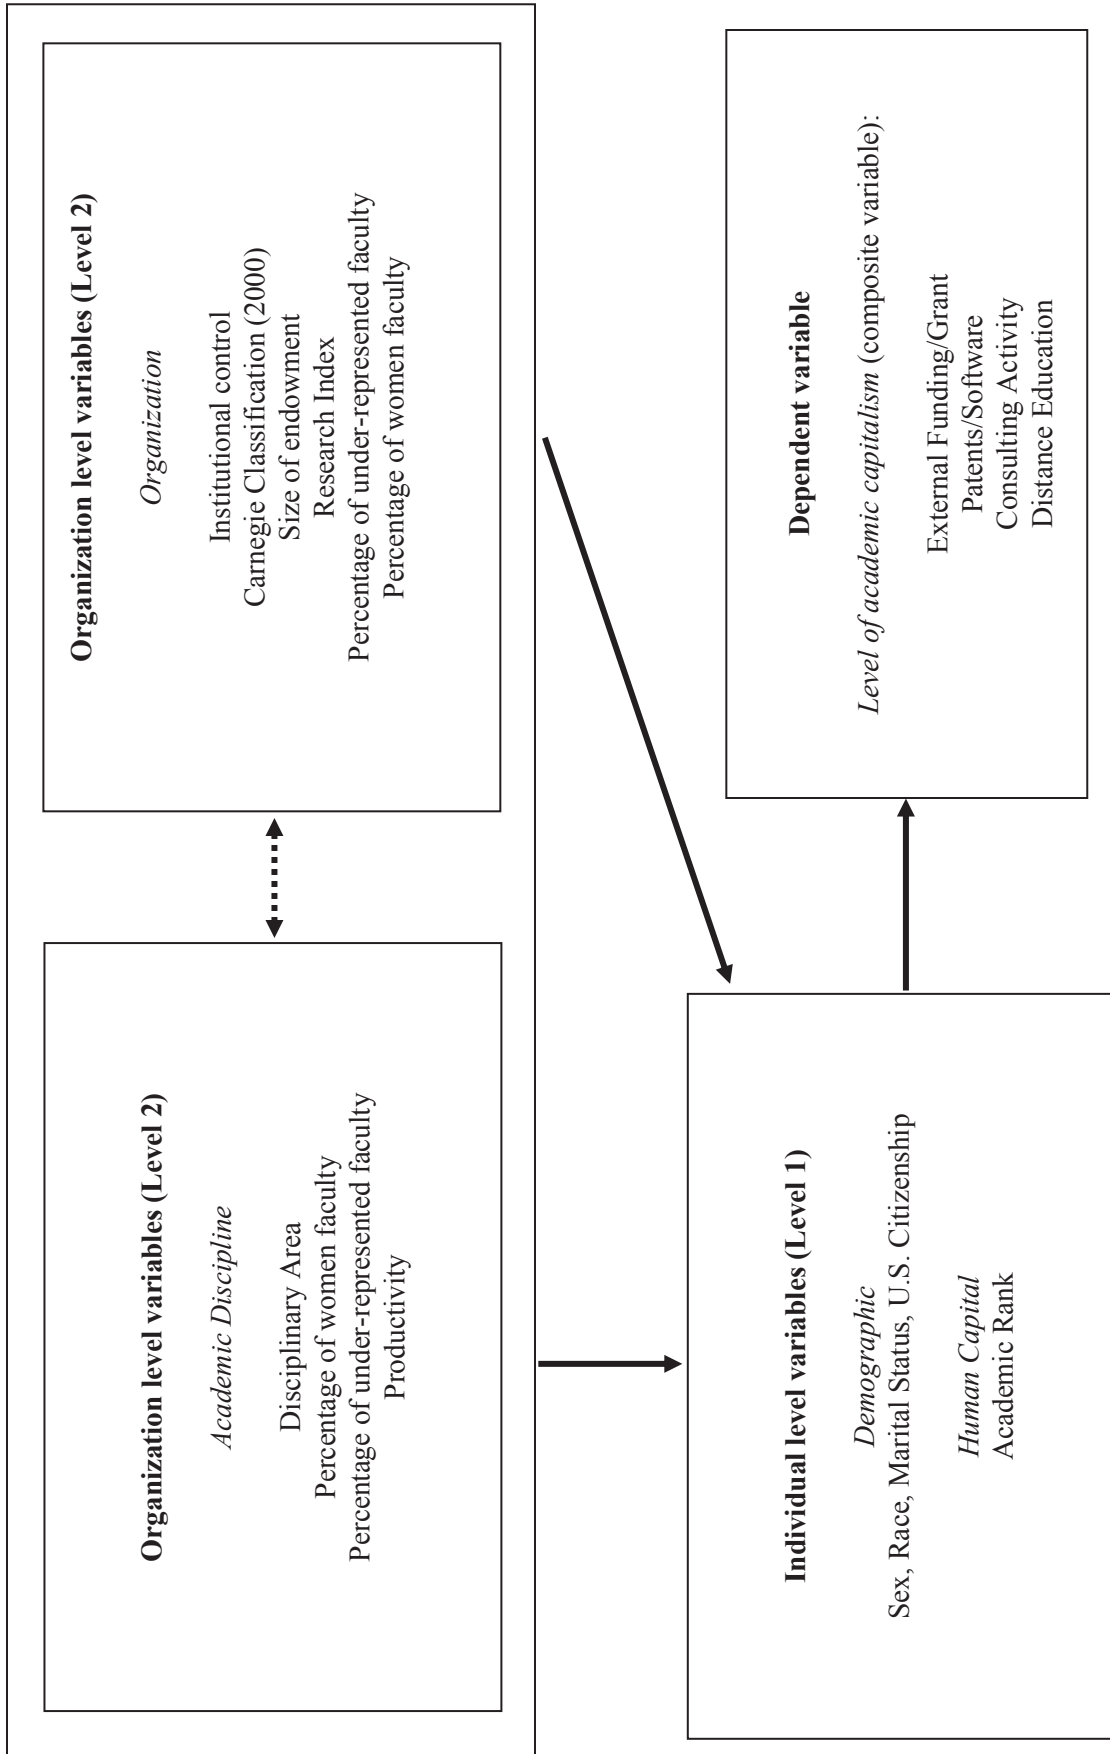 Organization level variables (Level 2)
Academic Discipline
Disciplinary Area
Percentage of women faculty
Percentage of under-represented faculty
Productivity
Organization level variables (Level 2)
Organization
Institutional control
Carnegie Classification (2000)
Size of endowment
Research Index
Percentage of under-represented faculty
Percentage of women faculty
Individual level variables (Level 1)
Demographic
Sex, Race, Marital Status, U.S. Citizenship
Human Capital
Academic Rank
Dependent variable
Level of academic capitalism (composite variable):
External Funding/Grant
Patents/Software
Consulting Activity
Distance Education